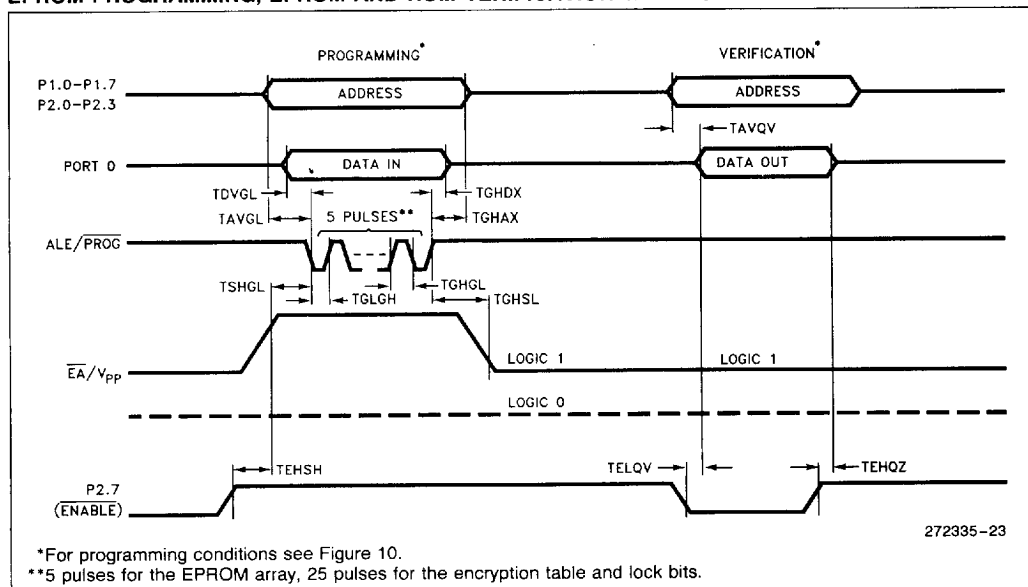 PROGRAMMING*
VERIFICATION*
P1.0–P1.7
P2.0–P2.3
ADDRESS
ADDRESS
TAVQV
PORT 0
DATA IN
DATA OUT
TDVGL
TGHDX
TAVGL
5 PULSES**
TGHAX
ALE/PROG
TSHGL
TGLGH
TGHGL
TGHSL
EA/VPP
LOGIC 1
LOGIC 1
LOGIC 0
TEHSH
TELQV
TEHQZ
P2.7
(ENABLE)
272335–23
*For programming conditions see Figure 10.
**5 pulses for the EPROM array, 25 pulses for the encryption table and lock bits.